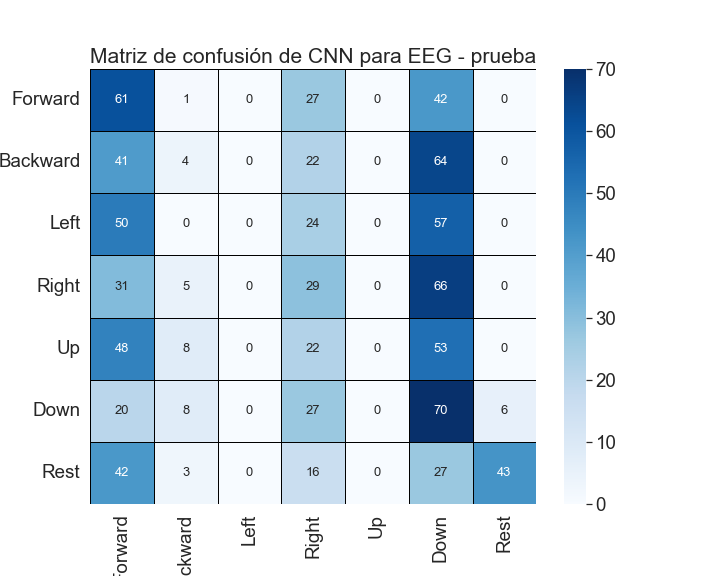 Matriz de confusión de CNN para EEG - prueba
Forward 61 1 0 27 0 42 0
Backward 41 4 0 22 0 64 0
Left 50 0 0 24 0 57 0
Right 31 5 0 29 0 66 0
Up 48 8 0 22 0 53 0
Down 20 8 0 27 0 70 6
Rest 42 3 0 16 0 27 43
Forward ckward Left Right Up Down Rest
70
60
50
40
30
20
10
0